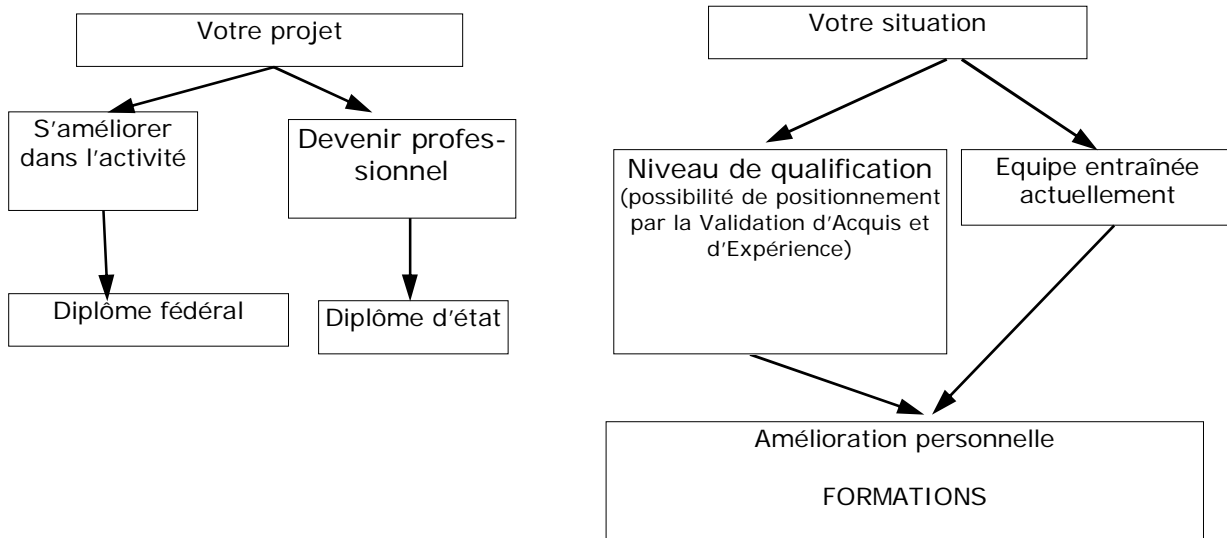 Votre projet
S'améliorer
dans l'activité
Devenir profes-
sionnel
Diplôme fédéral
Diplôme d'état
Votre situation
Niveau de qualification
(possibilité de positionnement
par la Validation d'Acquis et
d'Expérience)
Equipe entraînée
actuellement
Amélioration personnelle
FORMATIONS